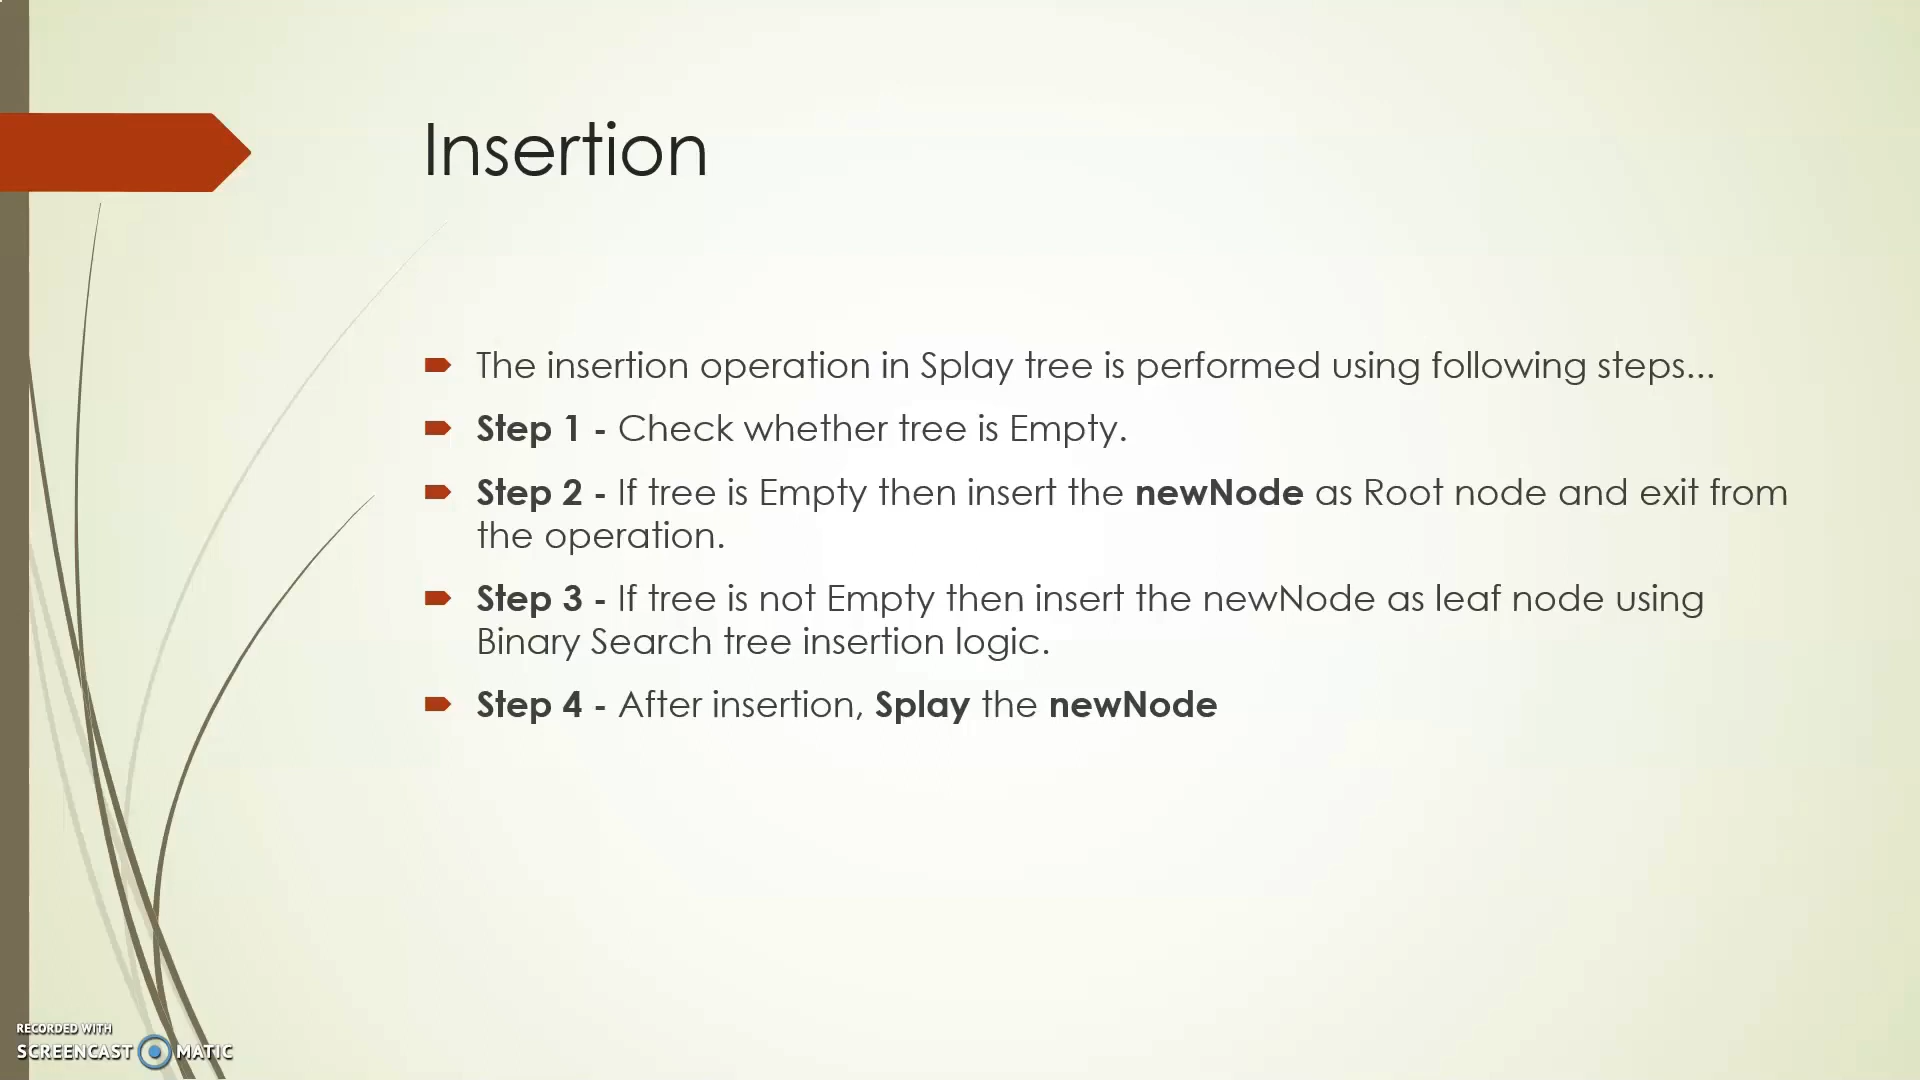 Insertion
The insertion operation in Splay tree is performed using following steps...
Step 1 - Check whether tree is Empty.
Step 2 - If tree is Empty then insert the newNode as Root node and exit from
the operation.
Step 3 - If tree is not Empty then insert the newNode as leaf node using
Binary Search tree insertion logic.
Step 4 - After insertion, Splay the newNode
RECORDED WITH
SCREENCAST MATIC